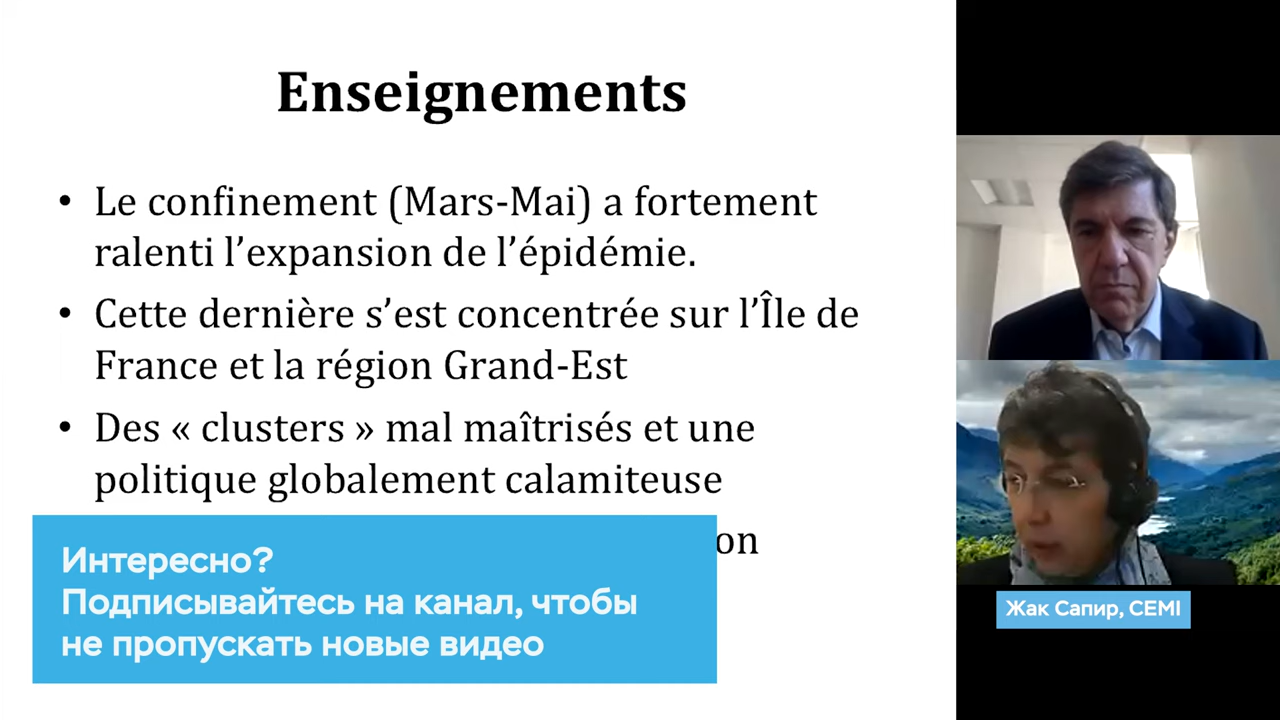 Enseignements
• Le confinement (Mars-Mai) a fortement
ralenti l’expansion de l’épidémie.
• Cette dernière s’est concentrée sur l’Île de
France et la région Grand-Est
• Des « clusters » mal maîtrisés et une
politique globalement calamiteuse
on
Интересно?
Подписывайтесь на канал, чтобы
не пропускать новые видео
Жак Сапир, CEMI